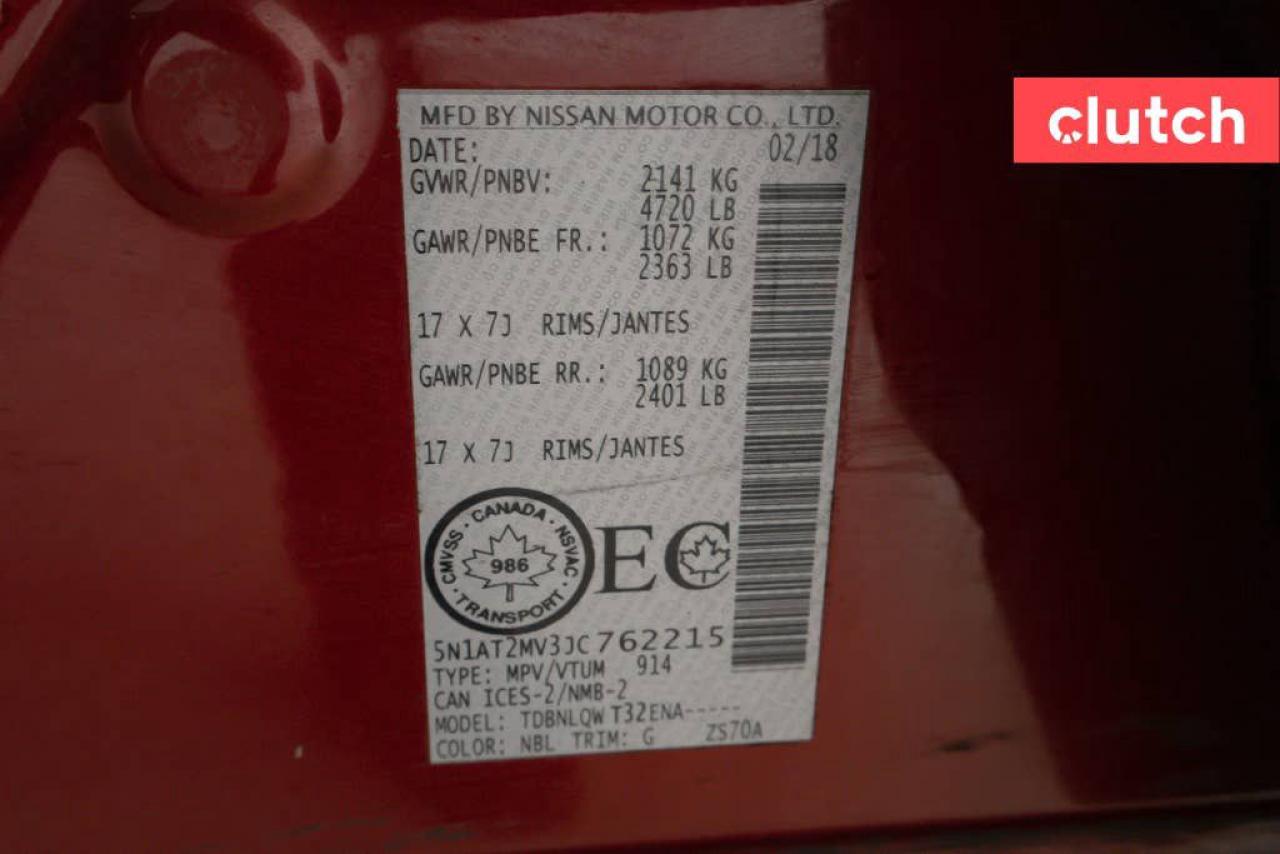 clutch
MFD BY NISSAN MOTOR CO., LTD.
DATE: 02/18
GVWR/PNBV: 2141 KG
4720 LB
GAWR/PNBE FR.: 1072 KG
2363 LB
17 X 7J RIMS/JANTES
GAWR/PNBE RR.: 1089 KG
2401 LB
17 X 7J RIMS/JANTES
CMVSS · CANADA · NSVAC · TRANSPORT ·
986
EC
5N1AT2MV3JC762215
TYPE: MPV/VTUM 914
CAN ICES-2/NMB-2
MODEL: TDBNLQW T32ENA-----
COLOR: NBL TRIM: G ZS70A